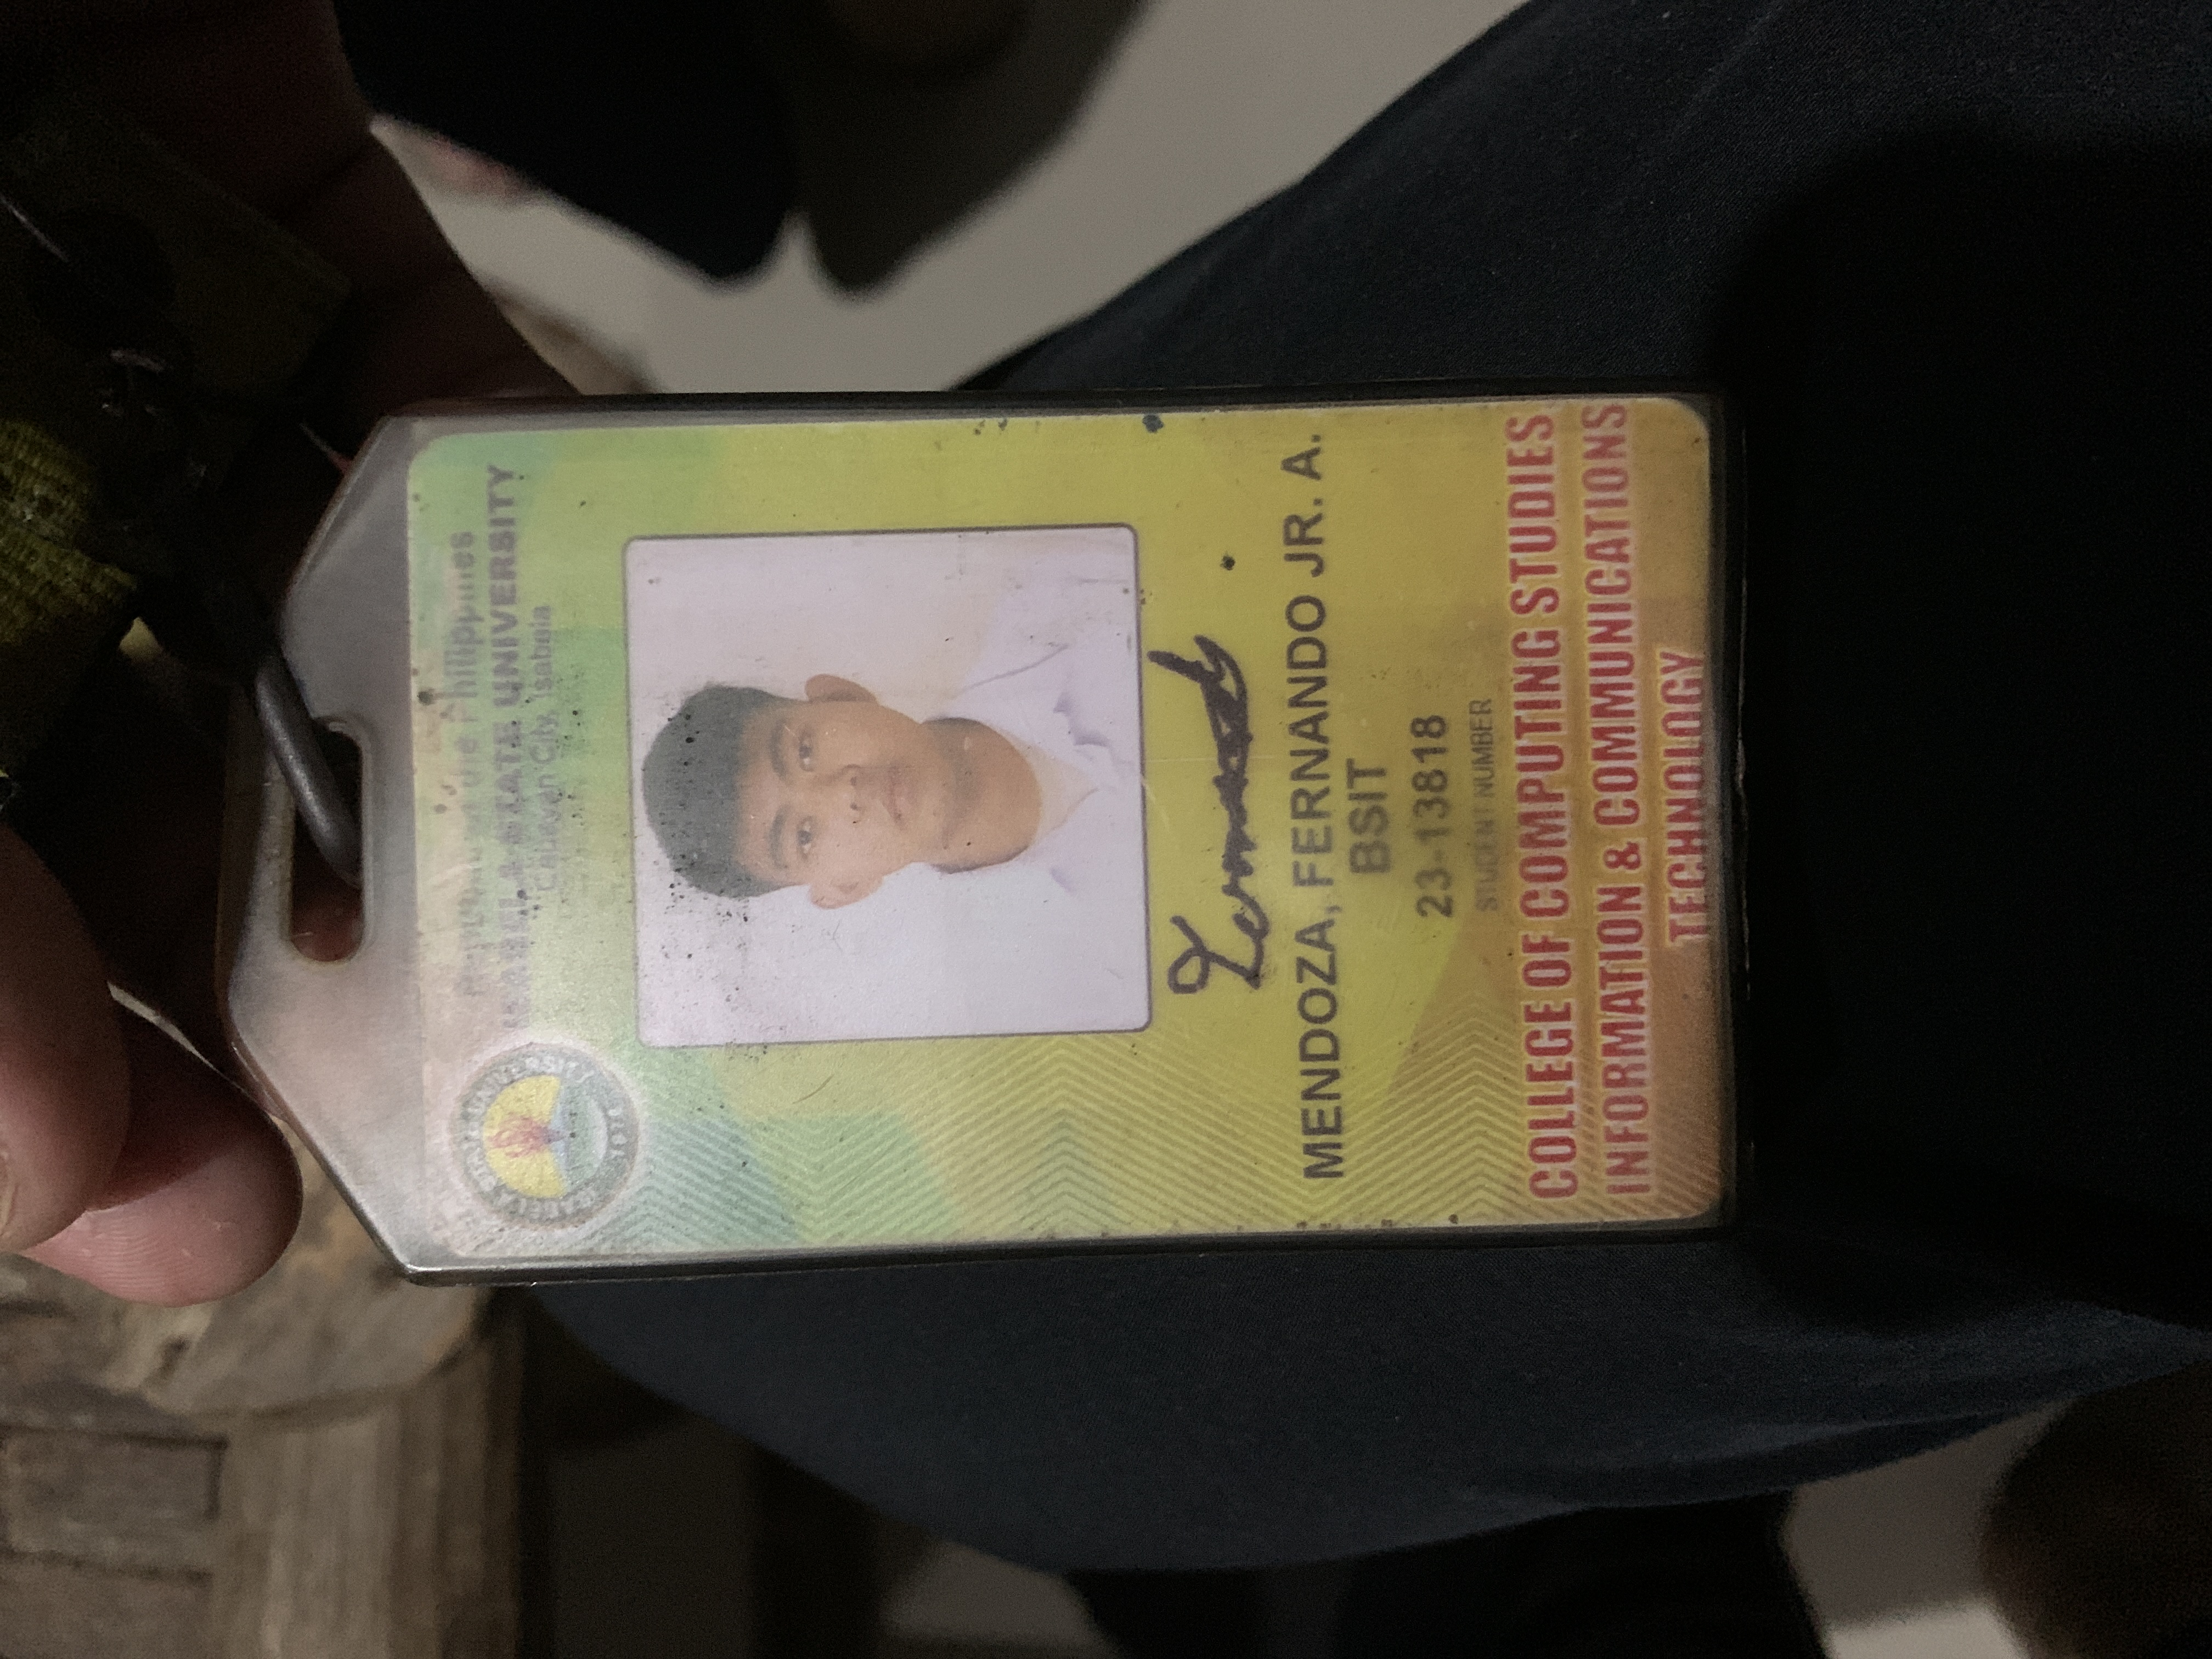 Republic of the Philippines
ISABELA STATE UNIVERSITY
Cauayan City, Isabela
1978
MENDOZA, FERNANDO JR. A.
BSIT
23-13818
STUDENT NUMBER
COLLEGE OF COMPUTING STUDIES
INFORMATION & COMMUNICATIONS
TECHNOLOGY